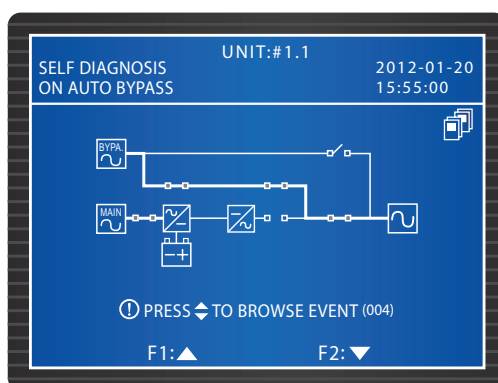 UNIT:#1.1
SELF DIAGNOSIS
ON AUTO BYPASS
2012-01-20
15:55:00
BYPA.
MAIN
PRESS TO BROWSE EVENT (004)
F1:
F2: